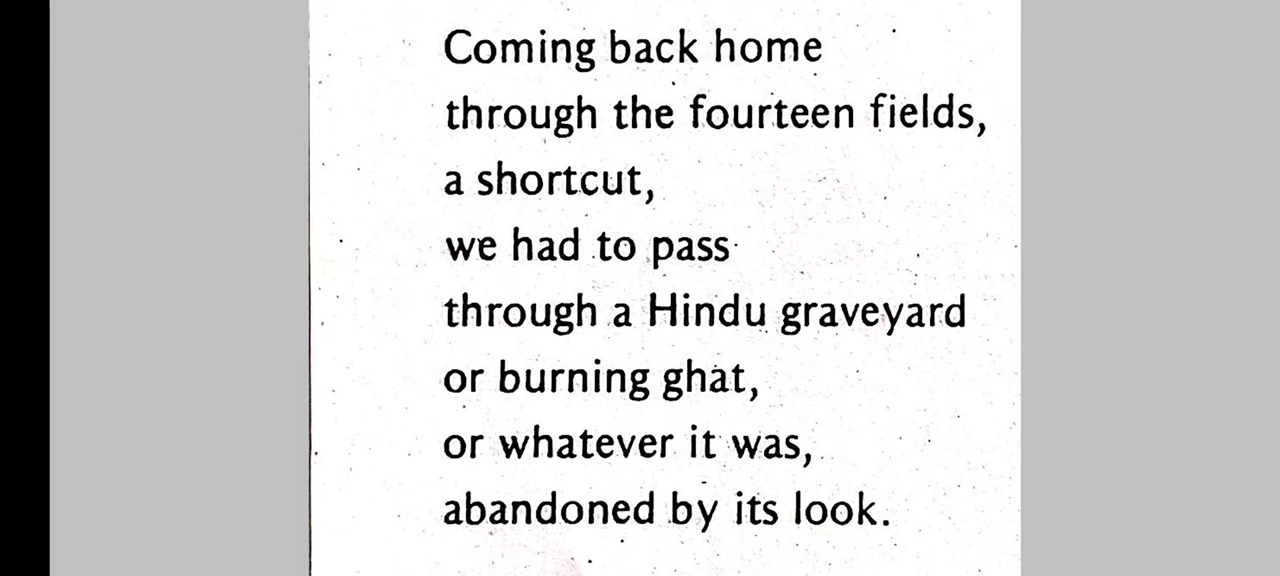 Coming back home
through the fourteen fields,
a shortcut,
we had to pass
through a Hindu graveyard
or burning ghat,
or whatever it was,
abandoned by its look.